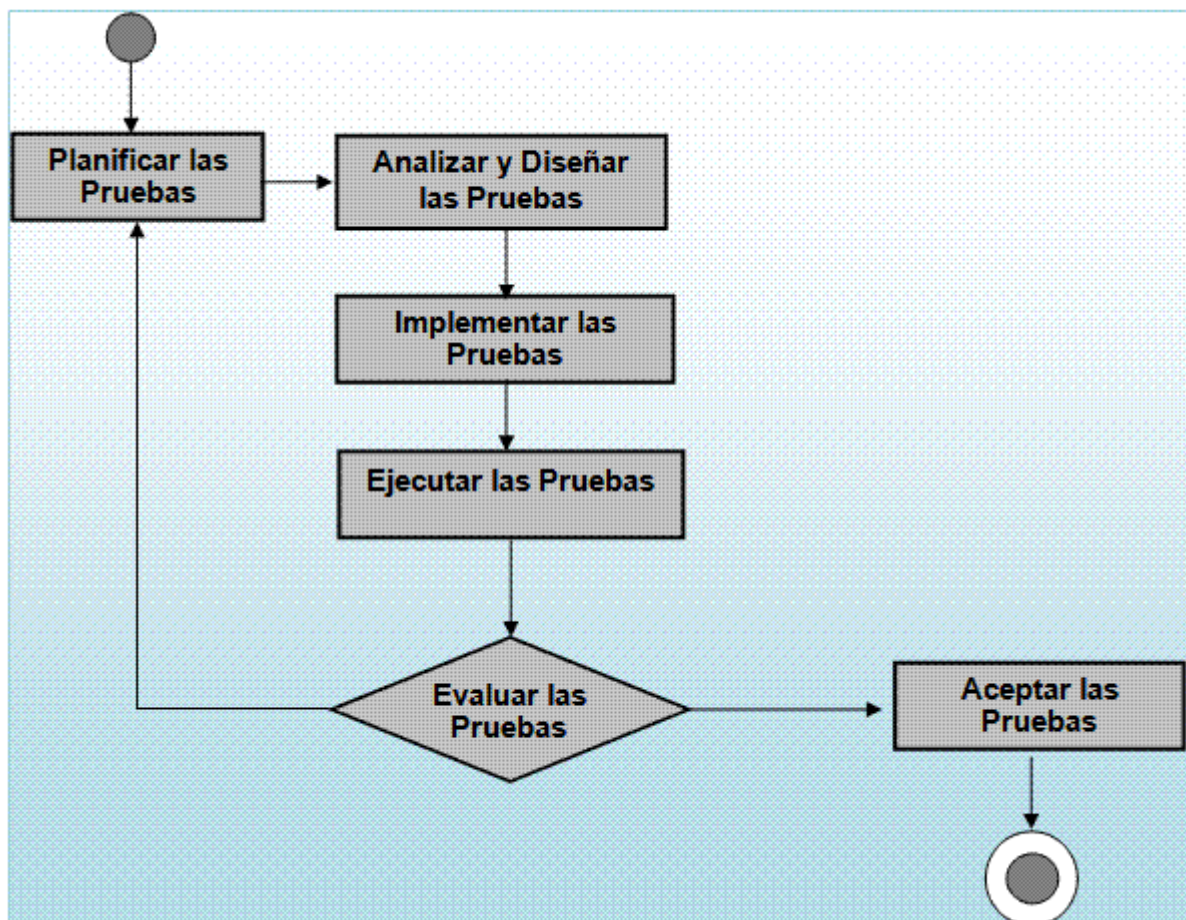 Planificar las
Pruebas
Analizar y Diseñar
las Pruebas
Implementar las
Pruebas
Ejecutar las Pruebas
Evaluar las
Pruebas
Aceptar las
Pruebas